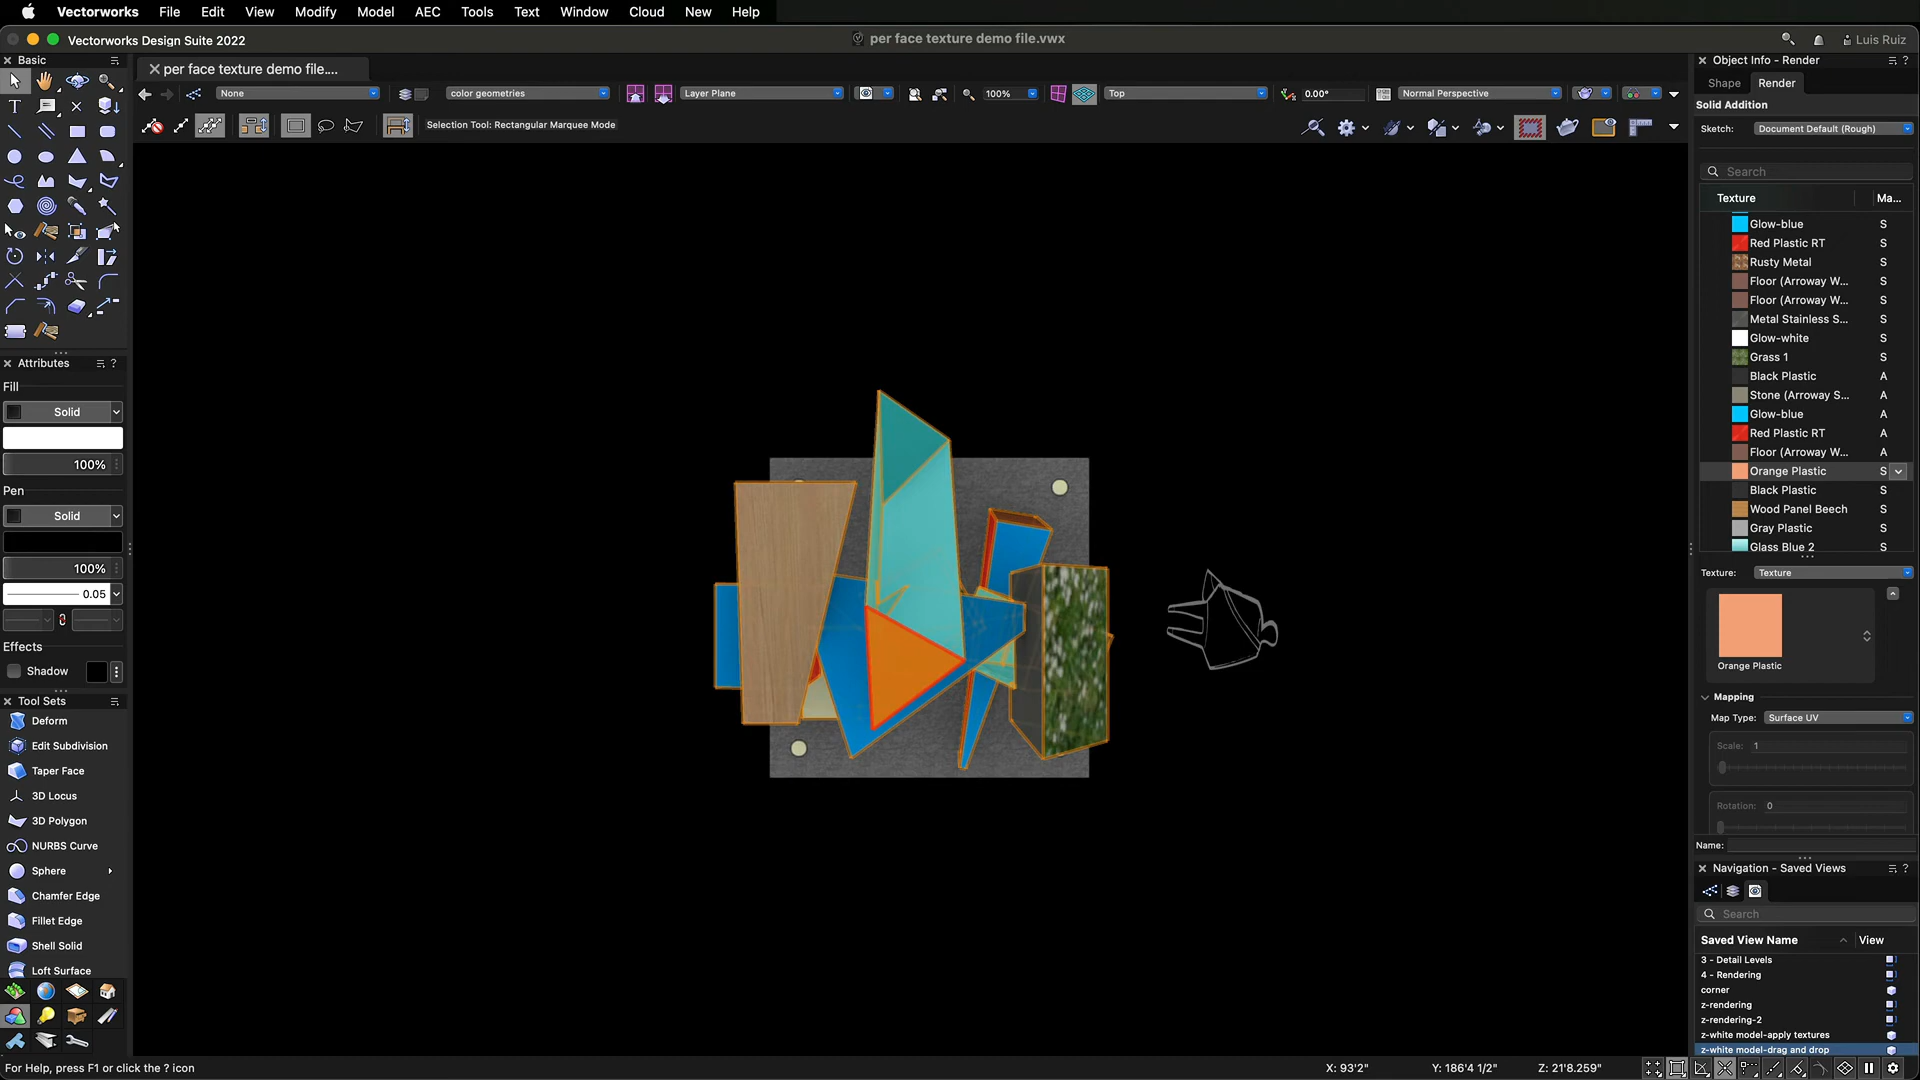 Vectorworks File Edit View Modify Model AEC Tools Text Window Cloud New Help
Vectorworks Design Suite 2022
per face texture demo file.vwx
Luis Ruiz
Basic
per face texture demo file....
None
color geometries
Layer Plane
100%
Top
0.00°
Normal Perspective
Selection Tool: Rectangular Marquee Mode
Attributes
?
Fill
Solid
100%
Pen
Solid
100%
0.05
Effects
Shadow
Tool Sets
Deform
Edit Subdivision
Taper Face
3D Locus
3D Polygon
NURBS Curve
Sphere
Chamfer Edge
Fillet Edge
Shell Solid
Loft Surface
For Help, press F1 or click the ? icon
X: 93'2"
Y: 186'4 1/2"
Z: 21'8.259"
Object Info - Render
?
Shape
Render
Solid Addition
Sketch:
Document Default (Rough)
Search
Texture
Ma...
Glow-blue S
Red Plastic RT S
Rusty Metal S
Floor (Arroway W... S
Floor (Arroway W... S
Metal Stainless S... S
Glow-white S
Grass 1 S
Black Plastic A
Stone (Arroway S... A
Glow-blue A
Red Plastic RT A
Floor (Arroway W... A
Orange Plastic S
Black Plastic S
Wood Panel Beech S
Gray Plastic S
Glass Blue 2 S
Texture:
Texture
Orange Plastic
Mapping
Map Type:
Surface UV
Scale: 1
Rotation: 0
Name:
Navigation - Saved Views
?
Search
Saved View Name
View
3 - Detail Levels
4 - Rendering
corner
z-rendering
z-rendering-2
z-white model-apply textures
z-white model-drag and drop